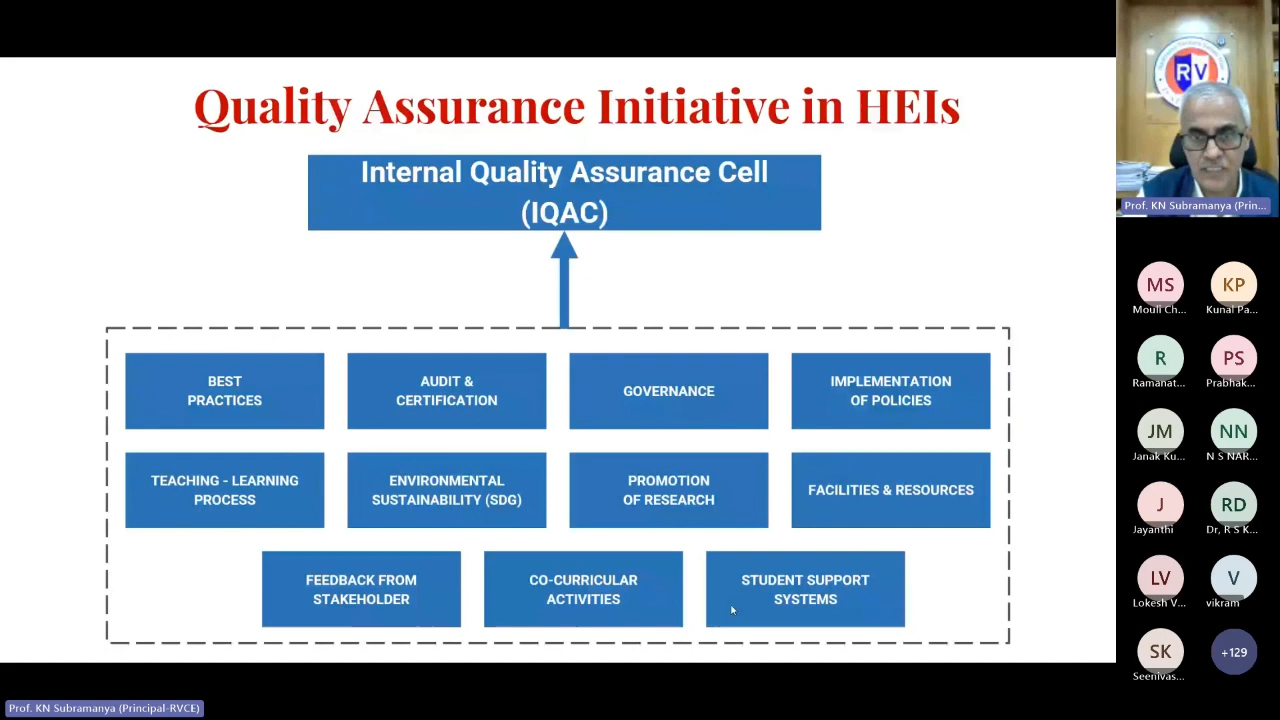 Quality Assurance Initiative in HEIs
Internal Quality Assurance Cell
(IQAC)
BEST
PRACTICES
AUDIT &
CERTIFICATION
GOVERNANCE
IMPLEMENTATION
OF POLICIES
TEACHING - LEARNING
PROCESS
ENVIRONMENTAL
SUSTAINABILITY (SDG)
PROMOTION
OF RESEARCH
FACILITIES & RESOURCES
FEEDBACK FROM
STAKEHOLDER
CO-CURRICULAR
ACTIVITIES
STUDENT SUPPORT
SYSTEMS
RV
Prof. KN Subramanya (Prin...
MS
Mouli Ch...
KP
Kunal Pa...
R
Ramanat...
PS
Prabhak...
JM
Janak Ku...
NN
N S NAR...
J
Jayanthi
RD
Dr, R S K...
LV
Lokesh V...
V
vikram
SK
Seenivas...
+129
Prof. KN Subramanya (Principal-RVCE)